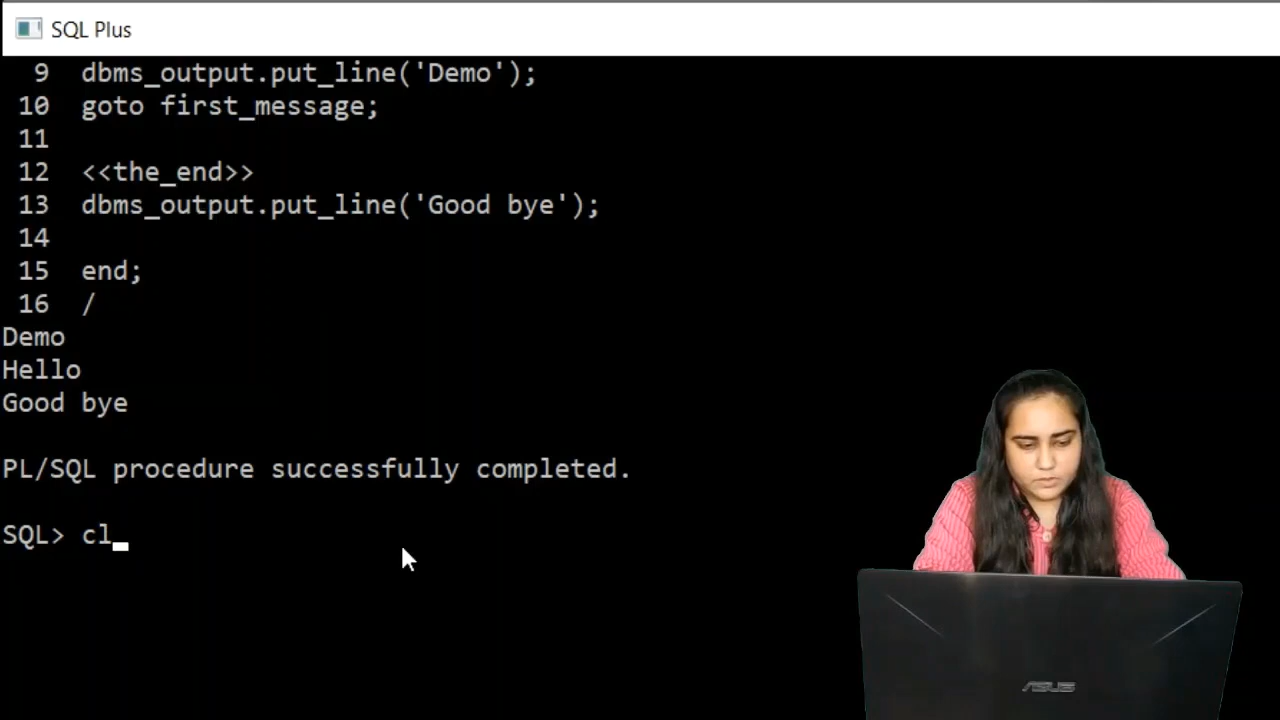 SQL Plus
9 dbms_output.put_line('Demo');
10 goto first_message;
11
12 <<the_end>>
13 dbms_output.put_line('Good bye');
14
15 end;
16 /
Demo
Hello
Good bye
PL/SQL procedure successfully completed.
SQL> cl_
ASUS